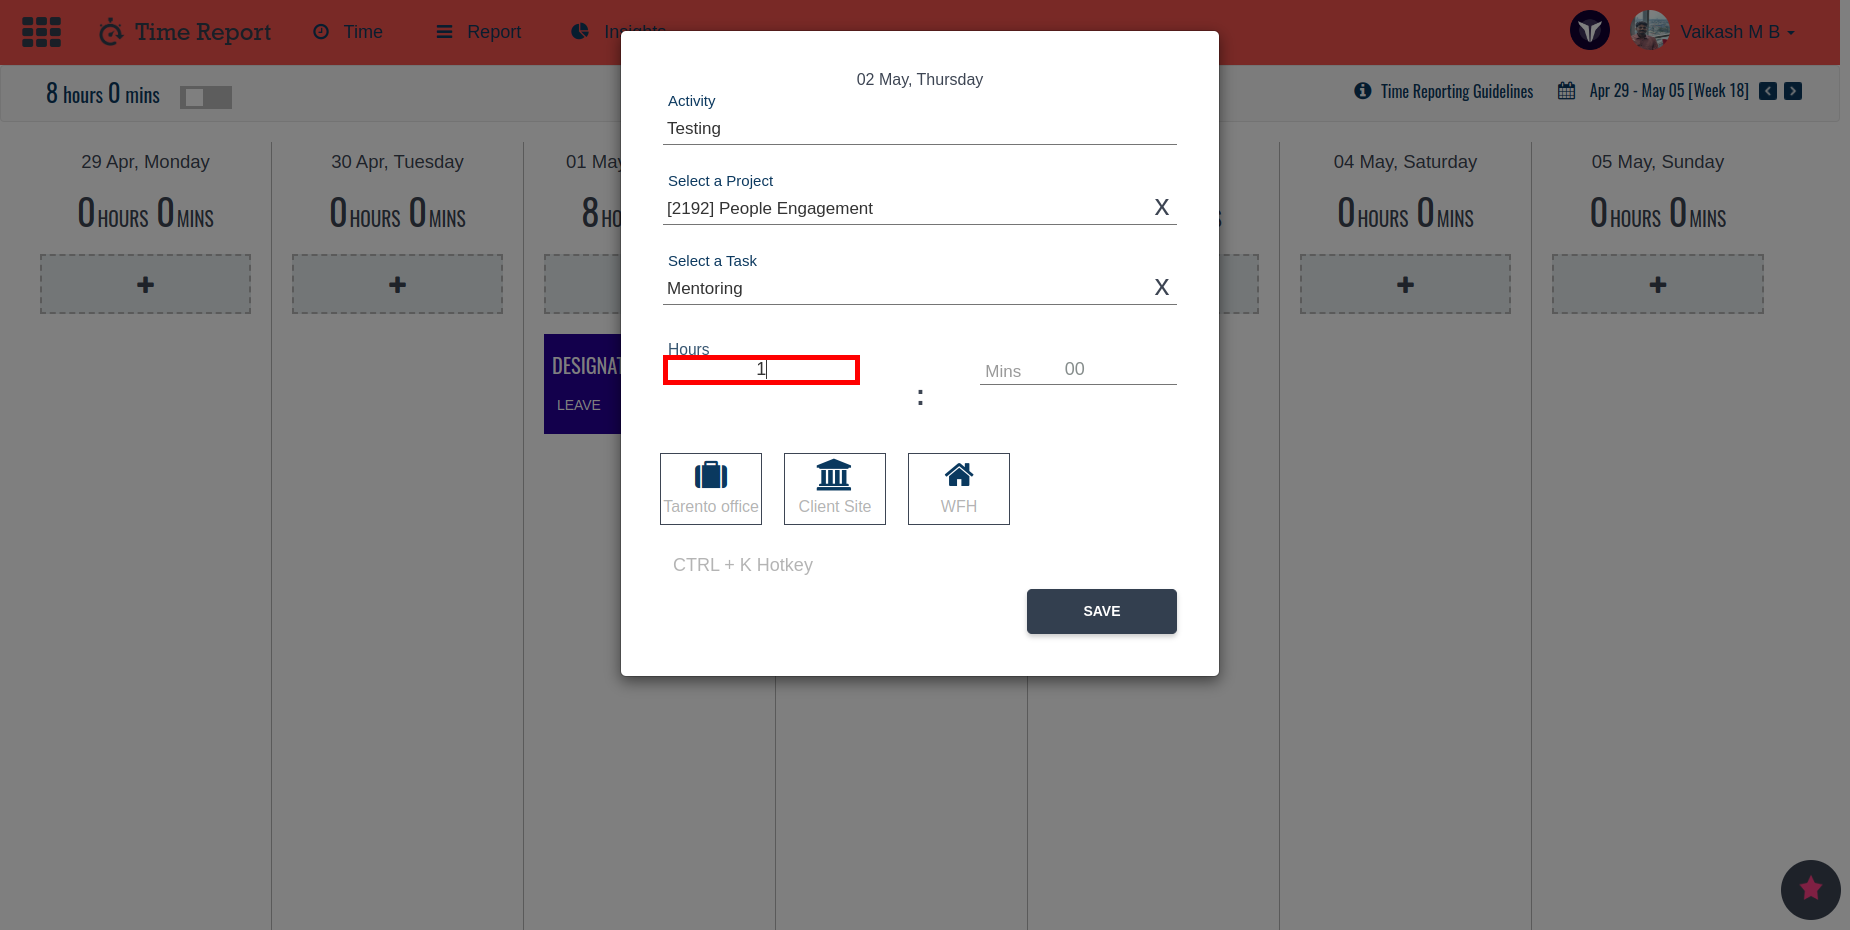 Time Report
Time
Report
Insights
Vaikash M B
8 hours 0 mins
Time Reporting Guidelines
Apr 29 - May 05 [Week 18]
29 Apr, Monday
0 HOURS 0 MINS
+
30 Apr, Tuesday
0 HOURS 0 MINS
+
01 May
8 HO
DESIGNAT
LEAVE
02 May, Thursday
Activity
Testing
Select a Project
[2192] People Engagement
X
Select a Task
Mentoring
X
Hours
1
:
Mins
00
Tarento office
Client Site
WFH
CTRL + K Hotkey
SAVE
04 May, Saturday
0 HOURS 0 MINS
+
05 May, Sunday
0 HOURS 0 MINS
+